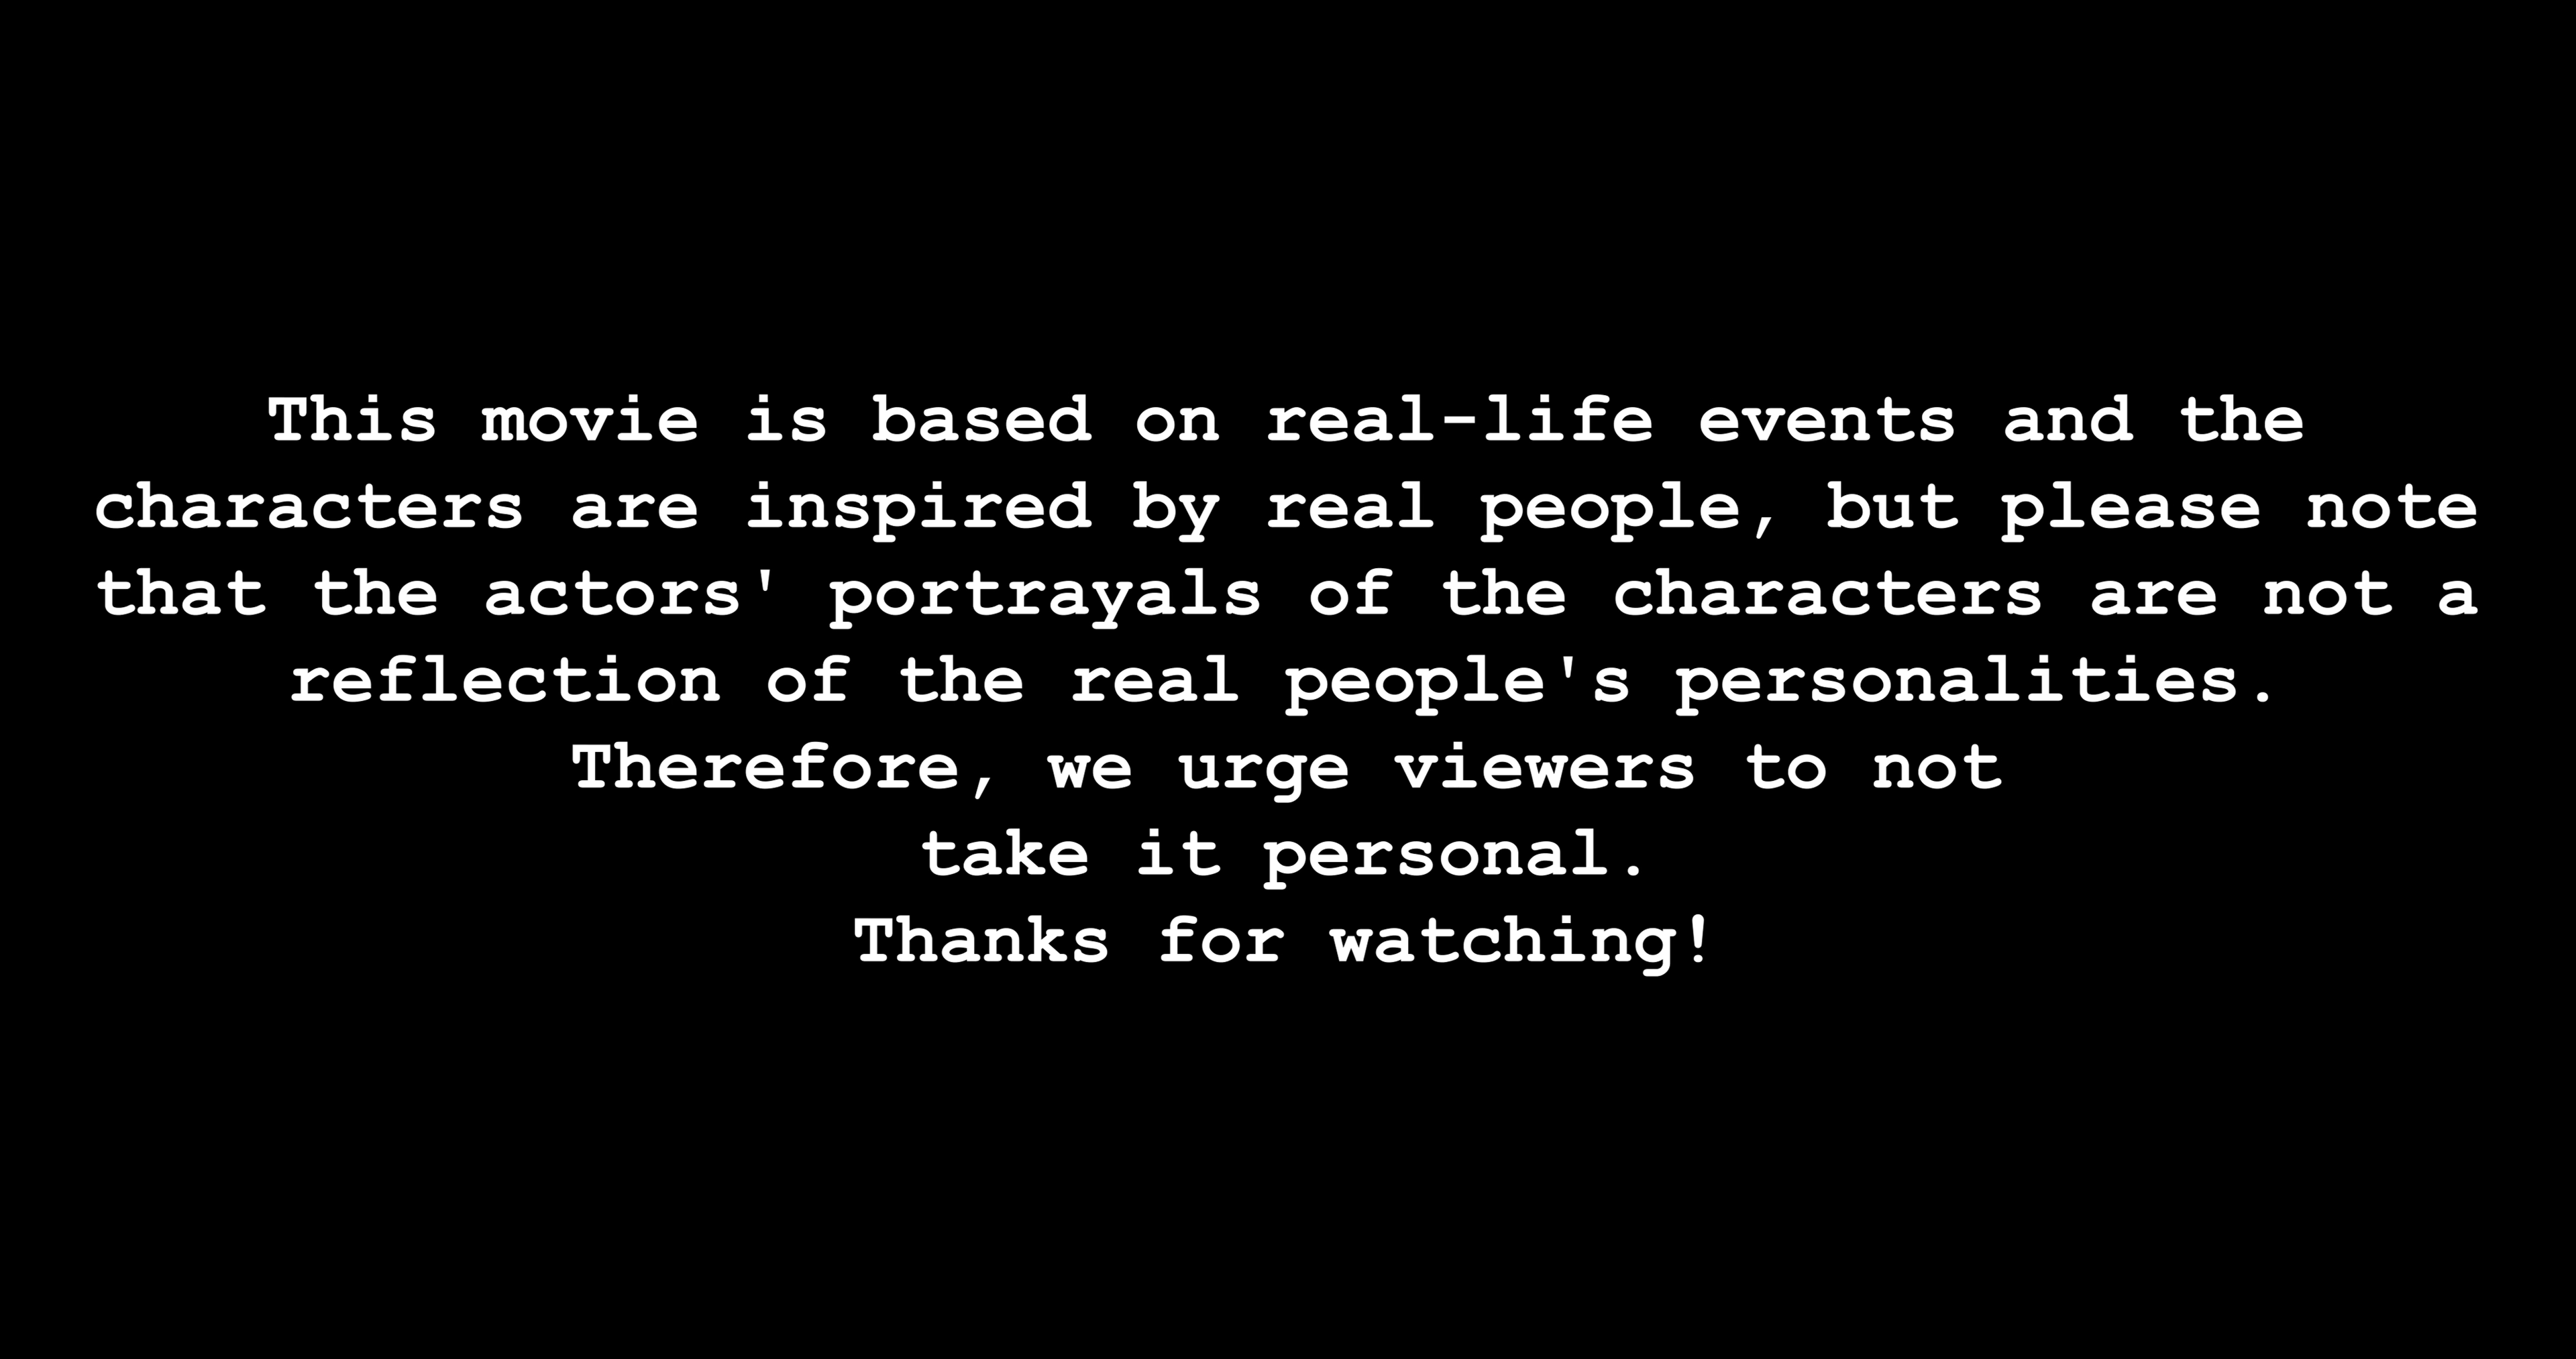 This movie is based on real-life events and the
characters are inspired by real people, but please note
that the actors' portrayals of the characters are not a
reflection of the real people's personalities.
Therefore, we urge viewers to not
take it personal.
Thanks for watching!